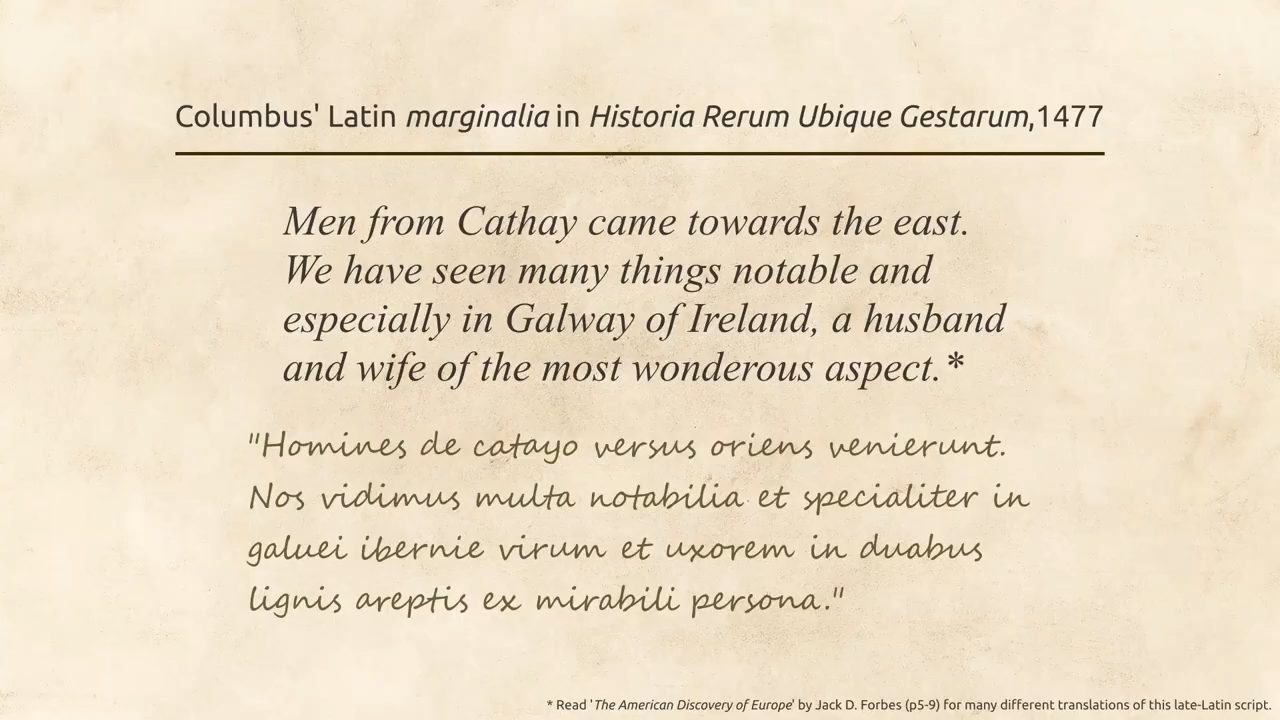 Columbus' Latin marginalia in Historia Rerum Ubique Gestarum,1477
Men from Cathay came towards the east.
We have seen many things notable and
especially in Galway of Ireland, a husband
and wife of the most wonderous aspect.*
"Homines de catayo versus oriens venierunt.
Nos vidimus multa notabilia et specialiter in
galuei ibernie virum et uxorem in duabus
lignis areptis ex mirabili persona."
* Read 'The American Discovery of Europe' by Jack D. Forbes (p5-9) for many different translations of this late-Latin script.